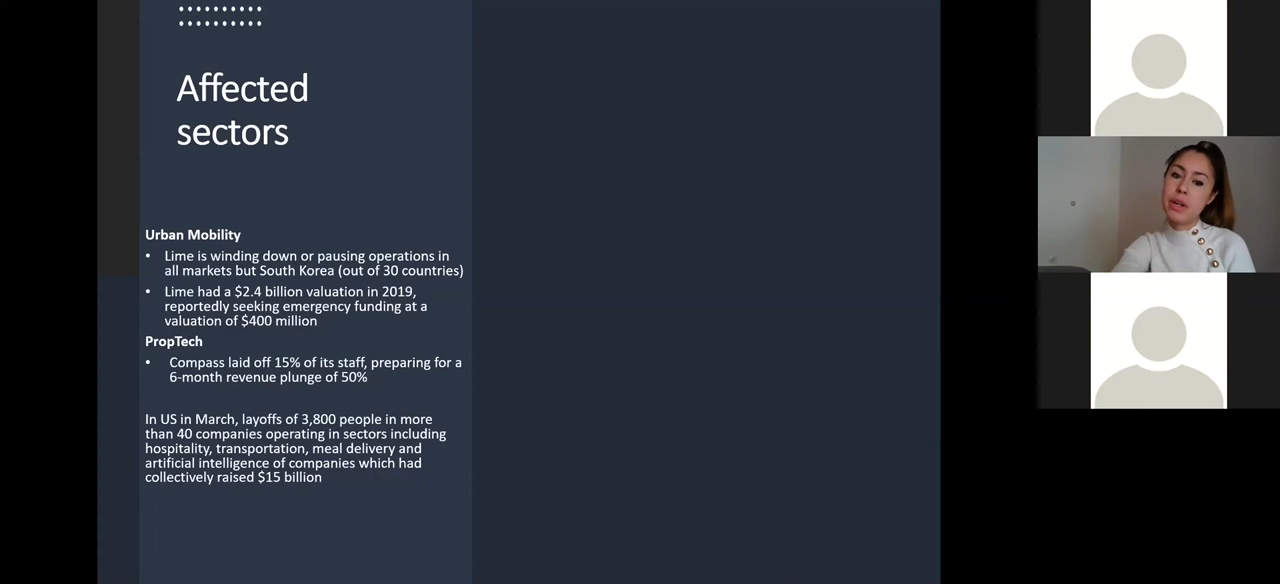 Affected
sectors
Urban Mobility
• Lime is winding down or pausing operations in
all markets but South Korea (out of 30 countries)
• Lime had a $2.4 billion valuation in 2019,
reportedly seeking emergency funding at a
valuation of $400 million
PropTech
• Compass laid off 15% of its staff, preparing for a
6-month revenue plunge of 50%
In US in March, layoffs of 3,800 people in more
than 40 companies operating in sectors including
hospitality, transportation, meal delivery and
artificial intelligence of companies which had
collectively raised $15 billion